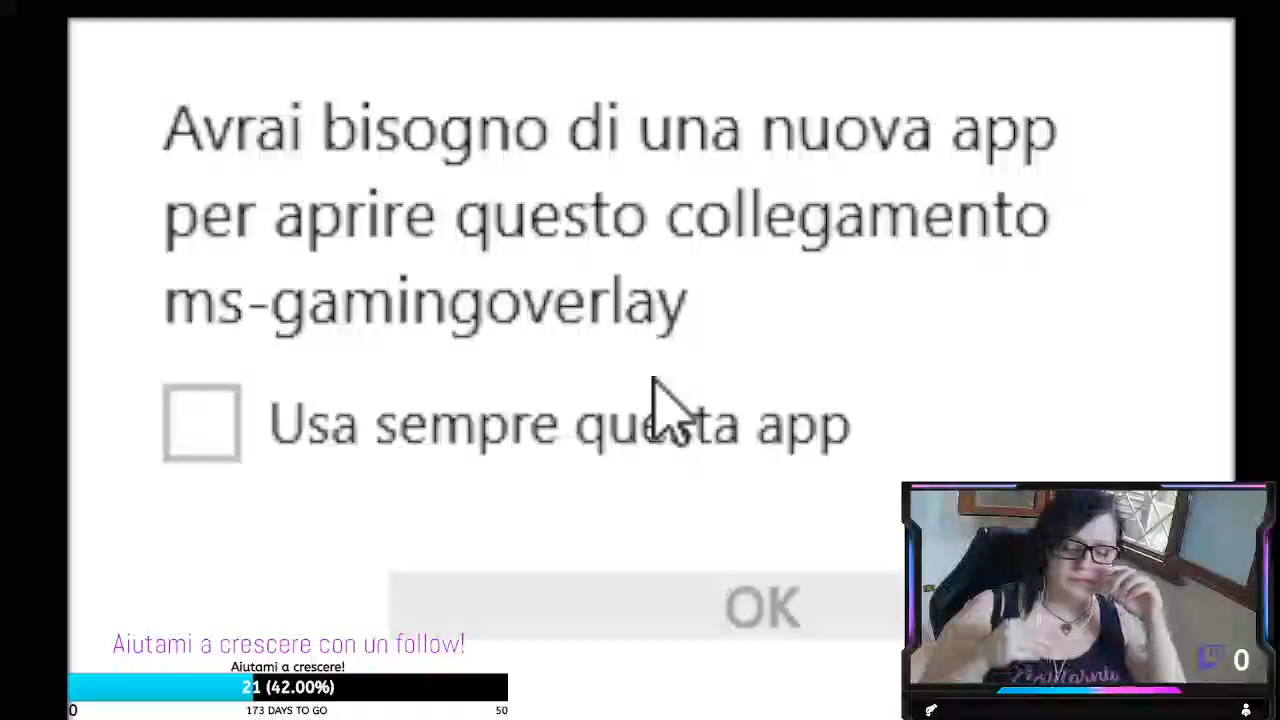 Avrai bisogno di una nuova app
per aprire questo collegamento
ms-gamingoverlay
Usa sempre questa app
OK
Aiutami a crescere con un follow!
Aiutami a crescere!
21 (42.00%)
0
173 DAYS TO GO
50
0